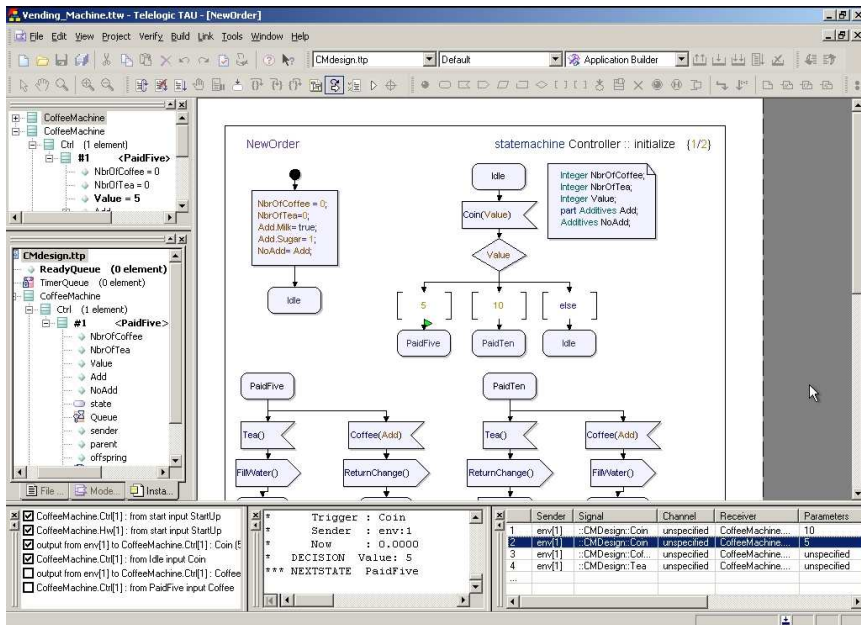 Vending_Machine.ttw - Telelogic TAU - [NewOrder]
File Edit View Project Verify Build Link Tools Window Help
CMdesign.ttp Default Application Builder
CoffeeMachine
CoffeeMachine
Ctrl (1 element)
#1 <PaidFive>
NbrOfCoffee = 0
NbrOfTea = 0
Value = 5
CMdesign.ttp
ReadyQueue (0 element)
TimerQueue (0 element)
CoffeeMachine
Ctrl (1 element)
#1 <PaidFive>
NbrOfCoffee
NbrOfTea
Value
Add
NoAdd
state
Queue
sender
parent
offspring
File ... Mode... Insta...
NewOrder
statemachine Controller :: initialize {1/2}
NbrOfCoffee = 0;
NbrOfTea=0;
Add.Milk= true;
Add.Sugar= 1;
NoAdd= Add;
Idle
Idle
Coin(Value)
Value
Integer NbrOfCoffee;
Integer NbrOfTea;
Integer Value;
part Additives Add;
Additives NoAdd;
5 10 else
PaidFive PaidTen Idle
PaidFive PaidTen
Tea() Coffee(Add) Tea() Coffee(Add)
FillWater() ReturnChange() ReturnChange() FillWater()
CoffeeMachine.Ctrl[1] : from start input StartUp
CoffeeMachine.Hw[1] : from start input StartUp
output from env[1] to CoffeeMachine.Ctrl[1] : Coin (5
CoffeeMachine.Ctrl[1] : from Idle input Coin
output from env[1] to CoffeeMachine.Ctrl[1] : Coffee
CoffeeMachine.Ctrl[1] : from PaidFive input Coffee
* Trigger : Coin
* Sender : env:1
* Now : 0.0000
* DECISION Value: 5
*** NEXTSTATE PaidFive
Sender Signal Channel Receiver Parameters
1 env[1] ::CMDesign::Coin unspecified CoffeeMachine.... 10
2 env[1] ::CMDesign::Coin unspecified CoffeeMachine.... 5
3 env[1] ::CMDesign::Cof... unspecified CoffeeMachine.... unspecified
4 env[1] ::CMDesign::Tea unspecified CoffeeMachine.... unspecified
...